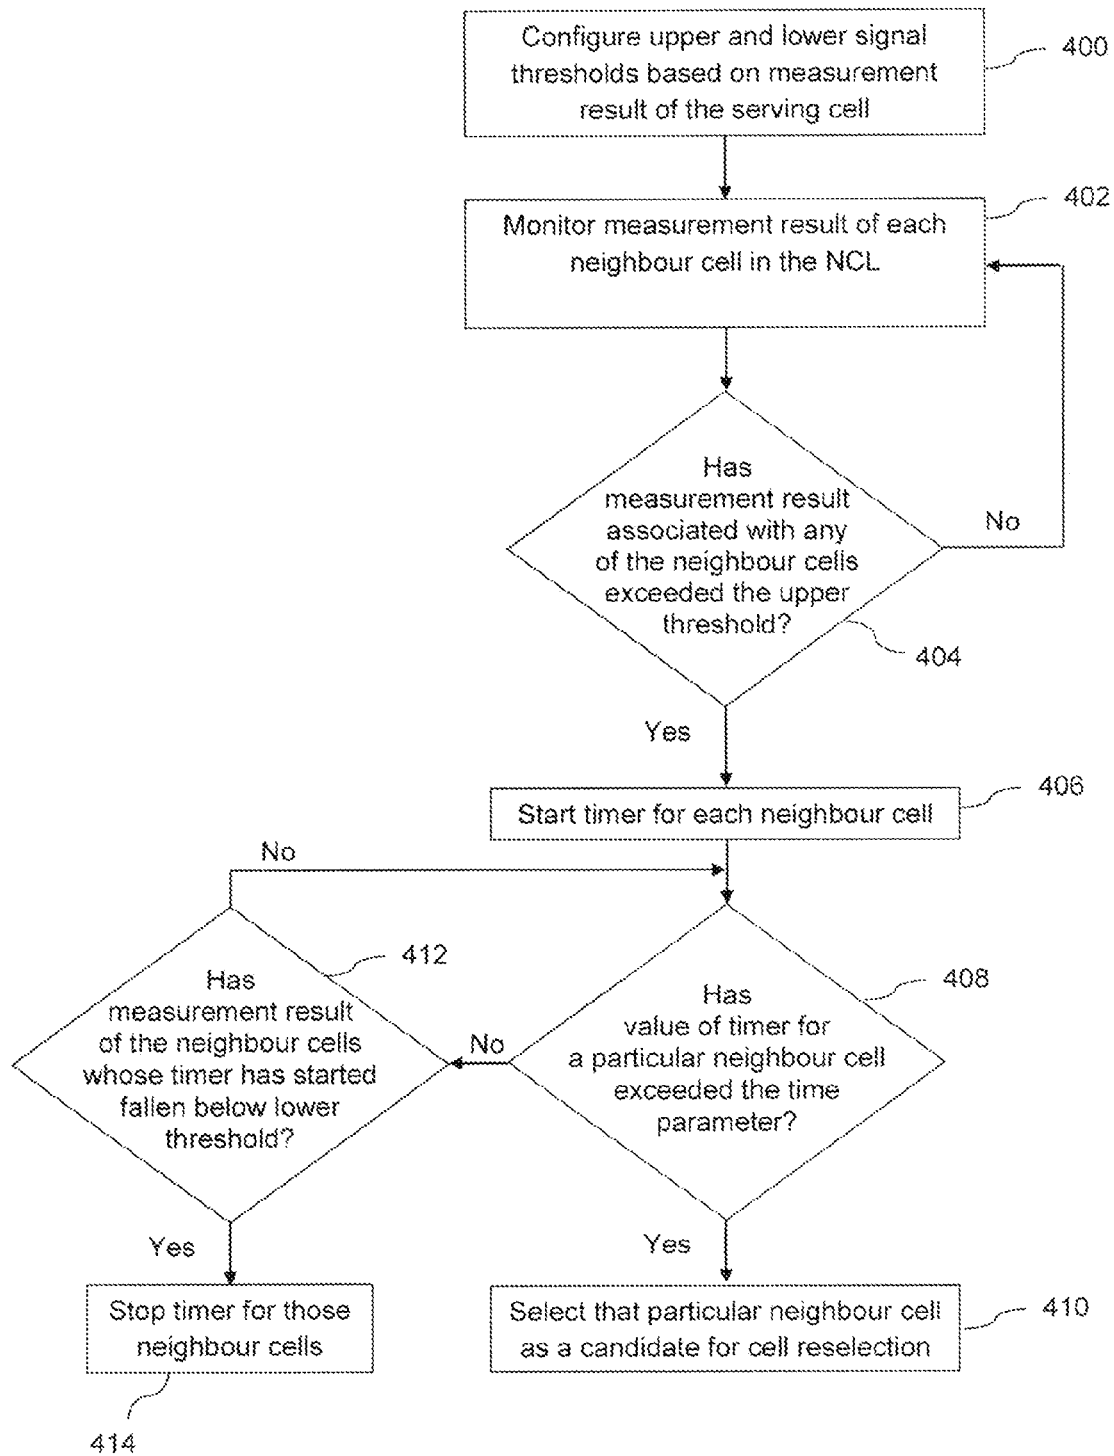 Configure upper and lower signal
thresholds based on measurement
result of the serving cell
400
402
Monitor measurement result of each
neighbour cell in the NCL
Has
measurement result
associated with any
of the neighbour cells
exceeded the upper
threshold?
No
404
Yes
406
Start timer for each neighbour cell
No
412
Has
measurement result
of the neighbour cells
whose timer has started
fallen below lower
threshold?
No
408
Has
value of timer for
a particular neighbour cell
exceeded the time
parameter?
Yes
Yes
Stop timer for those
neighbour cells
414
Select that particular neighbour cell
as a candidate for cell reselection
410